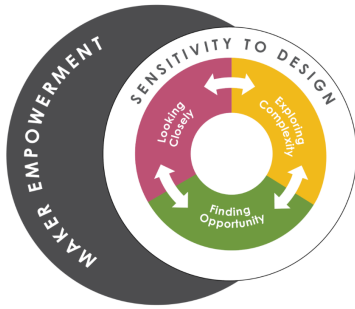 MAKER EMPOWERMENT
SENSITIVITY TO DESIGN
Looking
Closely
Exploring
Complexity
Finding
Opportunity